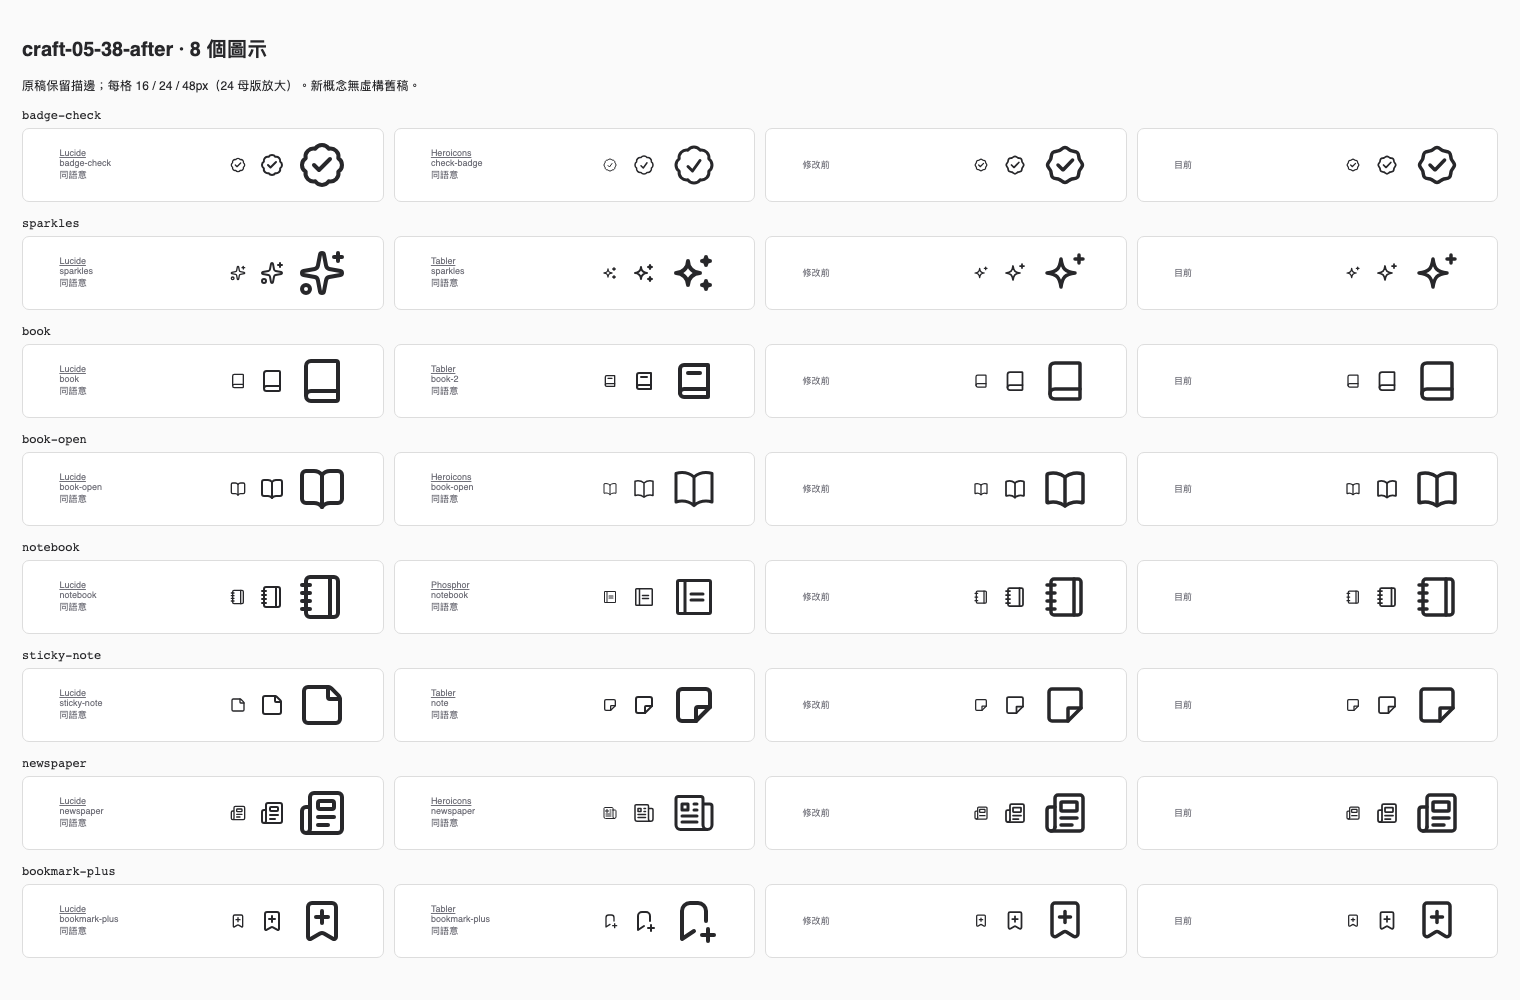 craft-05-38-after · 8 個圖示
原稿保留描邊；每格 16 / 24 / 48px（24 母版放大）。新概念無虛構舊稿。
badge-check
Lucide
badge-check
同語意
Heroicons
check-badge
同語意
修改前
目前
sparkles
Lucide
sparkles
同語意
Tabler
sparkles
同語意
修改前
目前
book
Lucide
book
同語意
Tabler
book-2
同語意
修改前
目前
book-open
Lucide
book-open
同語意
Heroicons
book-open
同語意
修改前
目前
notebook
Lucide
notebook
同語意
Phosphor
notebook
同語意
修改前
目前
sticky-note
Lucide
sticky-note
同語意
Tabler
note
同語意
修改前
目前
newspaper
Lucide
newspaper
同語意
Heroicons
newspaper
同語意
修改前
目前
bookmark-plus
Lucide
bookmark-plus
同語意
Tabler
bookmark-plus
同語意
修改前
目前